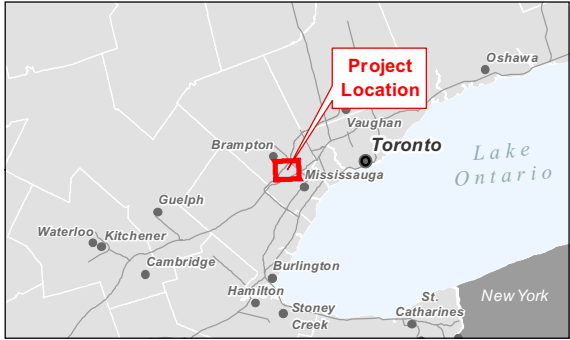 Project
Location
Oshawa
Vaughan
Brampton
Toronto
Lake
Ontario
Mississauga
Guelph
Waterloo
Kitchener
Cambridge
Burlington
Hamilton
Stoney
Creek
St.
Catharines
New York